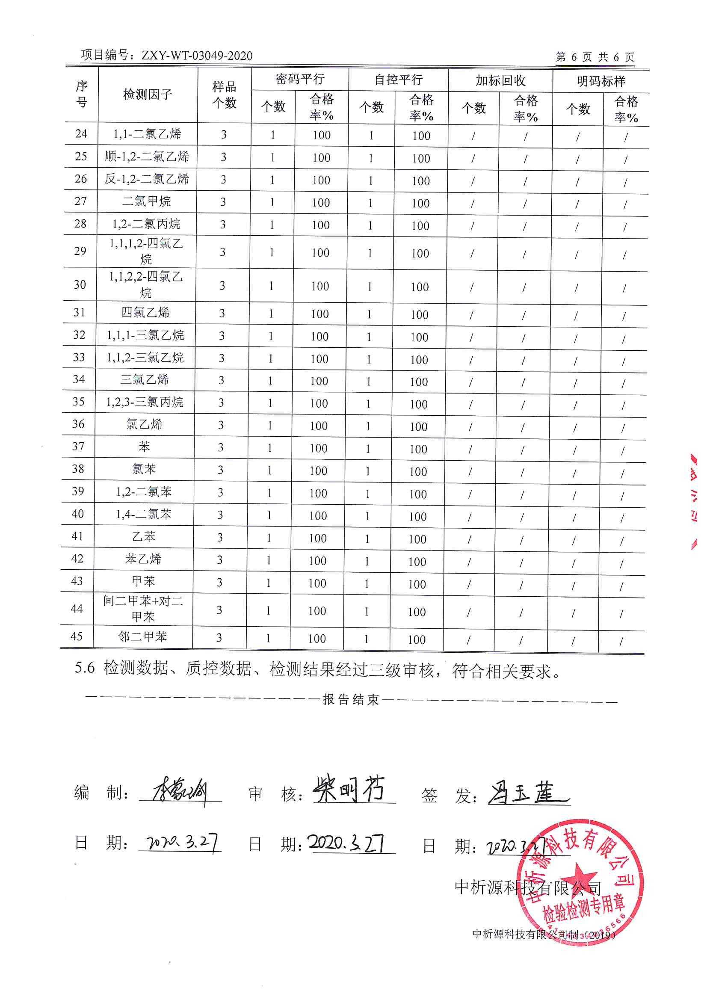 项目编号：ZXY-WT-03049-2020 第 6 页 共 6 页
序号 检测因子 样品个数 密码平行 自控平行 加标回收 明码标样
个数 合格率% 个数 合格率% 个数 合格率% 个数 合格率%
24 1,1-二氯乙烯 3 1 100 1 100 / / / /
25 顺-1,2-二氯乙烯 3 1 100 1 100 / / / /
26 反-1,2-二氯乙烯 3 1 100 1 100 / / / /
27 二氯甲烷 3 1 100 1 100 / / / /
28 1,2-二氯丙烷 3 1 100 1 100 / / / /
29 1,1,1,2-四氯乙烷 3 1 100 1 100 / / / /
30 1,1,2,2-四氯乙烷 3 1 100 1 100 / / / /
31 四氯乙烯 3 1 100 1 100 / / / /
32 1,1,1-三氯乙烷 3 1 100 1 100 / / / /
33 1,1,2-三氯乙烷 3 1 100 1 100 / / / /
34 三氯乙烯 3 1 100 1 100 / / / /
35 1,2,3-三氯丙烷 3 1 100 1 100 / / / /
36 氯乙烯 3 1 100 1 100 / / / /
37 苯 3 1 100 1 100 / / / /
38 氯苯 3 1 100 1 100 / / / /
39 1,2-二氯苯 3 1 100 1 100 / / / /
40 1,4-二氯苯 3 1 100 1 100 / / / /
41 乙苯 3 1 100 1 100 / / / /
42 苯乙烯 3 1 100 1 100 / / / /
43 甲苯 3 1 100 1 100 / / / /
44 间二甲苯+对二甲苯 3 1 100 1 100 / / / /
45 邻二甲苯 3 1 100 1 100 / / / /
5.6 检测数据、质控数据、检测结果经过三级审核，符合相关要求。
————————————————报告结束————————————————
编 制： 审 核：柴明 签 发：冯玉莲
日 期：2020.3.27 日 期：2020.3.27 日 期：2020.3.27
中析源科技有限公司
中析源科技有限公司
检验检测专用章
中析源科技有限公司制（2019）